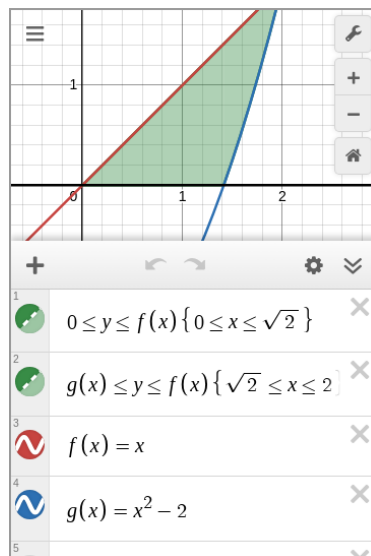 1
0
1
2
1
0 ≤ y ≤ f(x) {0 ≤ x ≤ √2}
2
g(x) ≤ y ≤ f(x) {√2 ≤ x ≤ 2
3
f(x) = x
4
g(x) = x² − 2
5